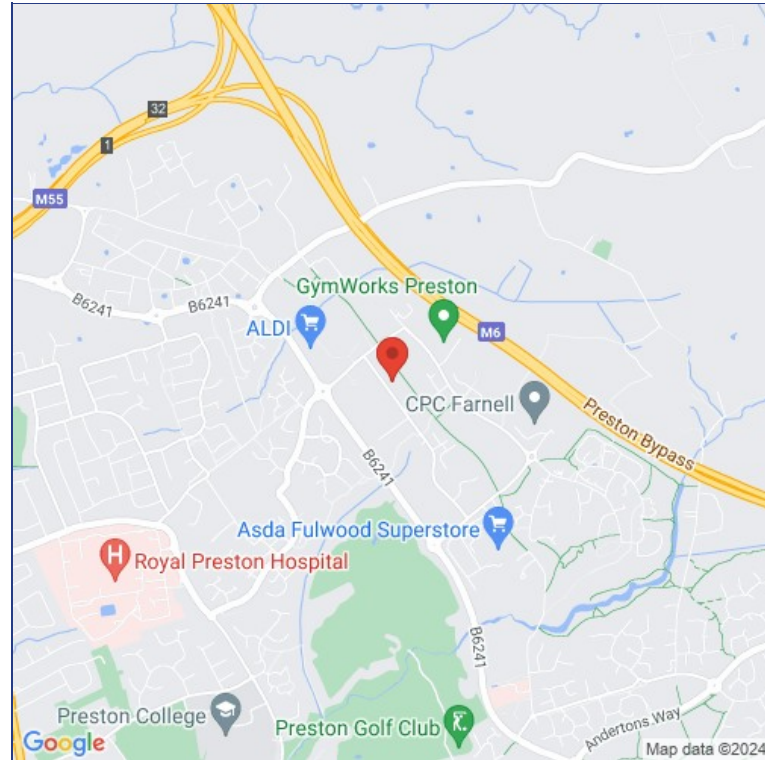 32
1
M55
GymWorks Preston
B6241
B6241
ALDI
M6
CPC Farnell
Preston Bypass
B6241
Asda Fulwood Superstore
H
Royal Preston Hospital
B6241
Preston College
Preston Golf Club
Andertons Way
Google
Map data ©2024